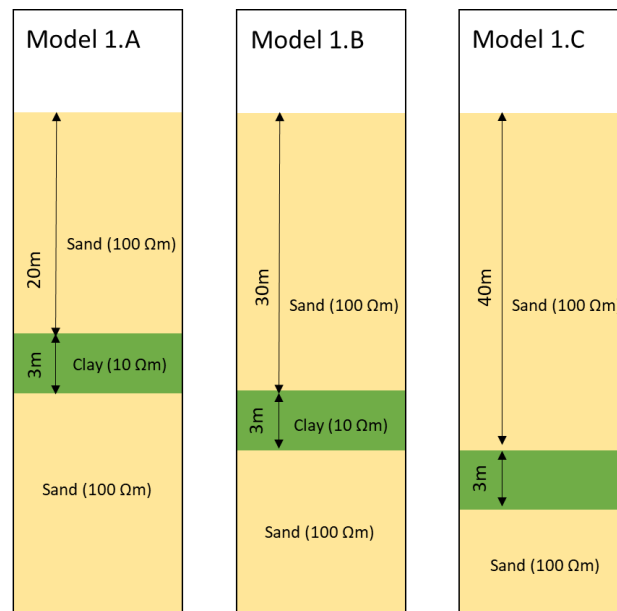 Model 1.A
20m
Sand (100 Ωm)
3m
Clay (10 Ωm)
Sand (100 Ωm)
Model 1.B
30m
Sand (100 Ωm)
3m
Clay (10 Ωm)
Sand (100 Ωm)
Model 1.C
40m
Sand (100 Ωm)
3m
Sand (100 Ωm)